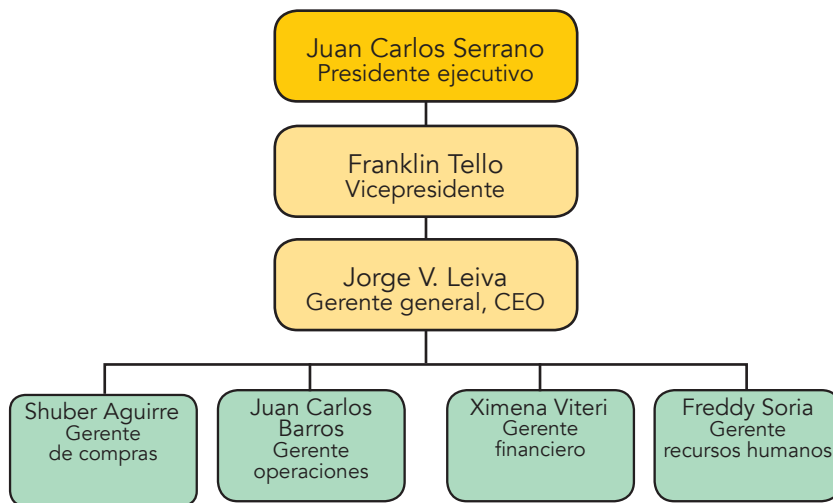 Juan Carlos Serrano
Presidente ejecutivo
Franklin Tello
Vicepresidente
Jorge V. Leiva
Gerente general, CEO
Shuber Aguirre
Gerente
de compras
Juan Carlos
Barros
Gerente
operaciones
Ximena Viteri
Gerente
financiero
Freddy Soria
Gerente
recursos humanos